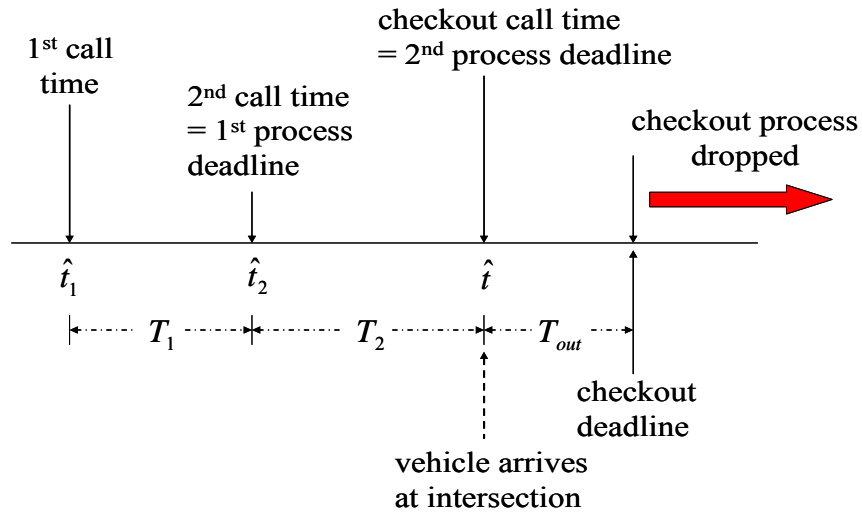 1st call
time
2nd call time
= 1st process
deadline
checkout call time
= 2nd process deadline
checkout process
dropped
t̂1
t̂2
t̂
T1
T2
Tout
checkout
deadline
vehicle arrives
at intersection